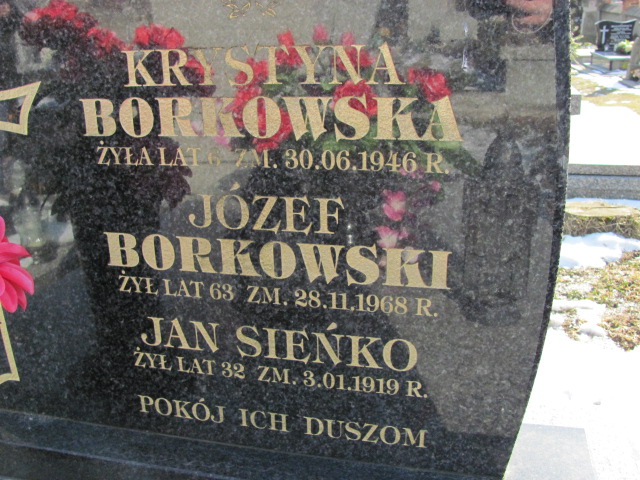 KRYSTYNA
BORKOWSKA
ŻYŁA LAT 6 ZM. 30.06.1946 R.
JÓZEF
BORKOWSKI
ŻYŁ LAT 63 ZM. 28.11.1968 R.
JAN SIEŃKO
ŻYŁ LAT 32 ZM. 3.01.1919 R.
POKÓJ ICH DUSZOM